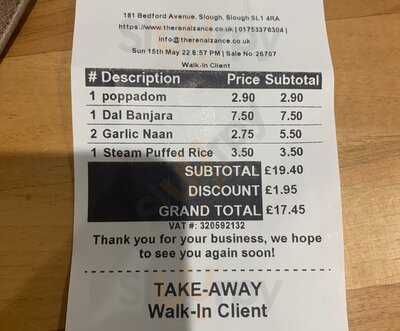 181 Bedford Avenue, Slough, Slough SL1 4RA
https://www.therenaizance.co.uk | 01753376304 |
info@therenaizance.co.uk
Sun 15th May 22 8:57 PM | Sale No: 26707
Walk-In Client
# Description Price Subtotal
1 poppadom 2.90 2.90
1 Dal Banjara 7.50 7.50
2 Garlic Naan 2.75 5.50
1 Steam Puffed Rice 3.50 3.50
SUBTOTAL £19.40
DISCOUNT £1.95
GRAND TOTAL £17.45
VAT #: 320592132
Thank you for your business, we hope
to see you again soon!
TAKE-AWAY
Walk-In Client